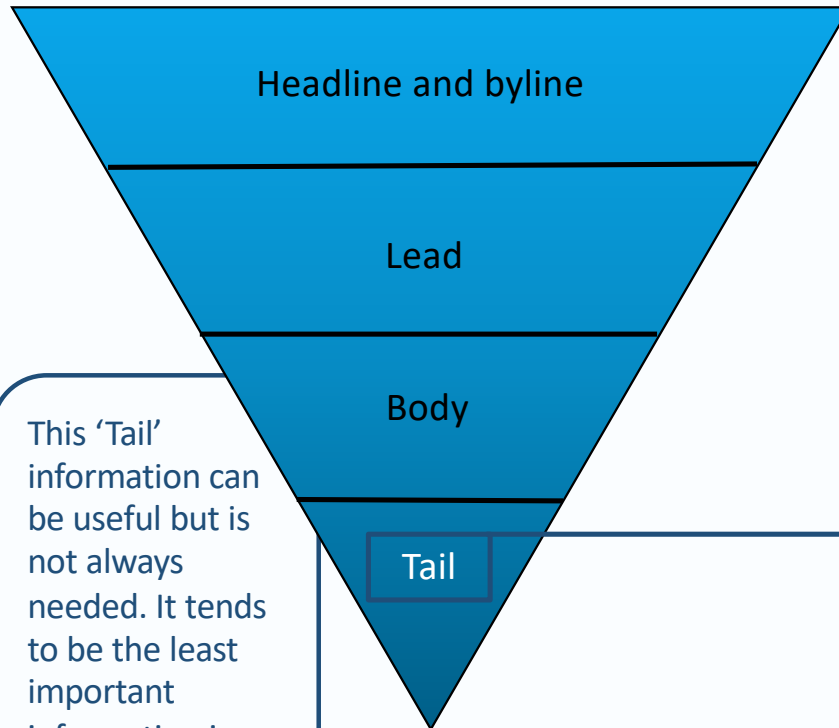 Headline and byline
Lead
Body
Tail
This ‘Tail’
information can
be useful but is
not always
needed. It tends
to be the least
important